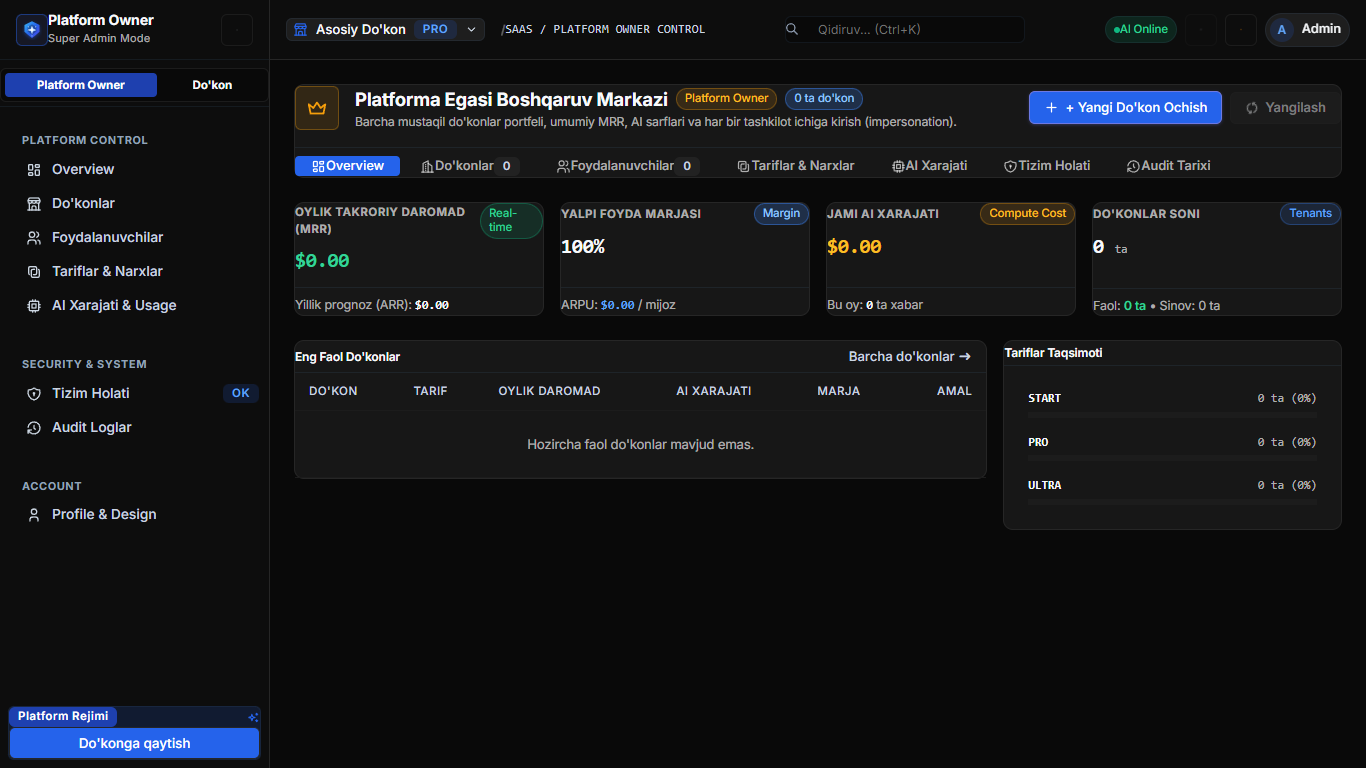 Platform Owner
Super Admin Mode
Platform Owner
Do'kon
PLATFORM CONTROL
Overview
Do'konlar
Foydalanuvchilar
Tariflar & Narxlar
AI Xarajati & Usage
SECURITY & SYSTEM
Tizim Holati OK
Audit Loglar
ACCOUNT
Profile & Design
Platform Rejimi
Do'konga qaytish
Asosiy Do'kon PRO
/SAAS / PLATFORM OWNER CONTROL
Qidiruv... (Ctrl+K)
AI Online
A Admin
Platforma Egasi Boshqaruv Markazi Platform Owner 0 ta do'kon
Barcha mustaqil do'konlar portfeli, umumiy MRR, AI sarflari va har bir tashkilot ichiga kirish (impersonation).
+ Yangi Do'kon Ochish
Yangilash
Overview Do'konlar 0 Foydalanuvchilar 0 Tariflar & Narxlar AI Xarajati Tizim Holati Audit Tarixi
OYLIK TAKRORIY DAROMAD
(MRR)
Real-
time
$0.00
Yillik prognoz (ARR): $0.00
YALPI FOYDA MARJASI Margin
100%
ARPU: $0.00 / mijoz
JAMI AI XARAJATI Compute Cost
$0.00
Bu oy: 0 ta xabar
DO'KONLAR SONI Tenants
0 ta
Faol: 0 ta • Sinov: 0 ta
Eng Faol Do'konlar Barcha do'konlar →
DO'KON TARIF OYLIK DAROMAD AI XARAJATI MARJA AMAL
Hozircha faol do'konlar mavjud emas.
Tariflar Taqsimoti
START 0 ta (0%)
PRO 0 ta (0%)
ULTRA 0 ta (0%)